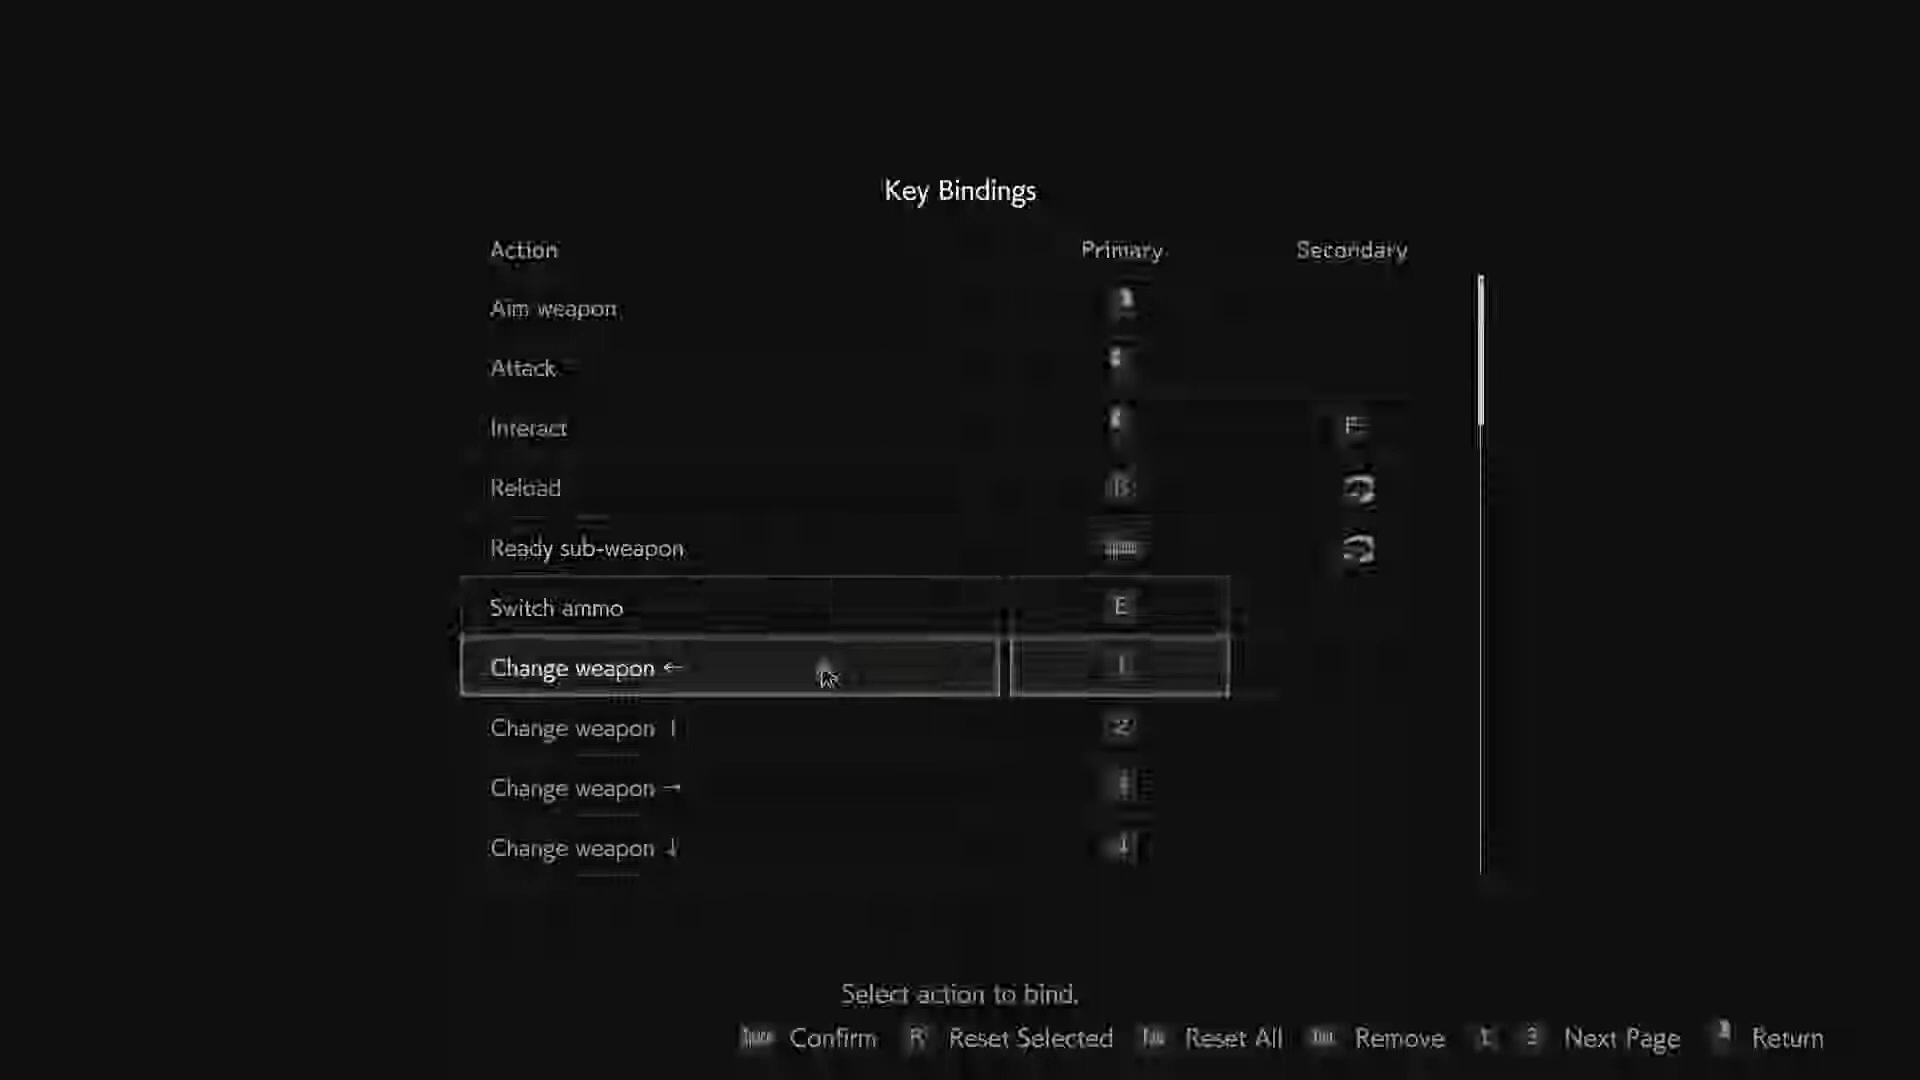 Key Bindings
Action Primary Secondary
Aim weapon
Attack
Interact
Reload
Ready sub-weapon
Switch ammo E
Change weapon ←
Change weapon
Change weapon →
Change weapon ↓
Select action to bind.
Confirm R Reset Selected Reset All Remove Next Page Return